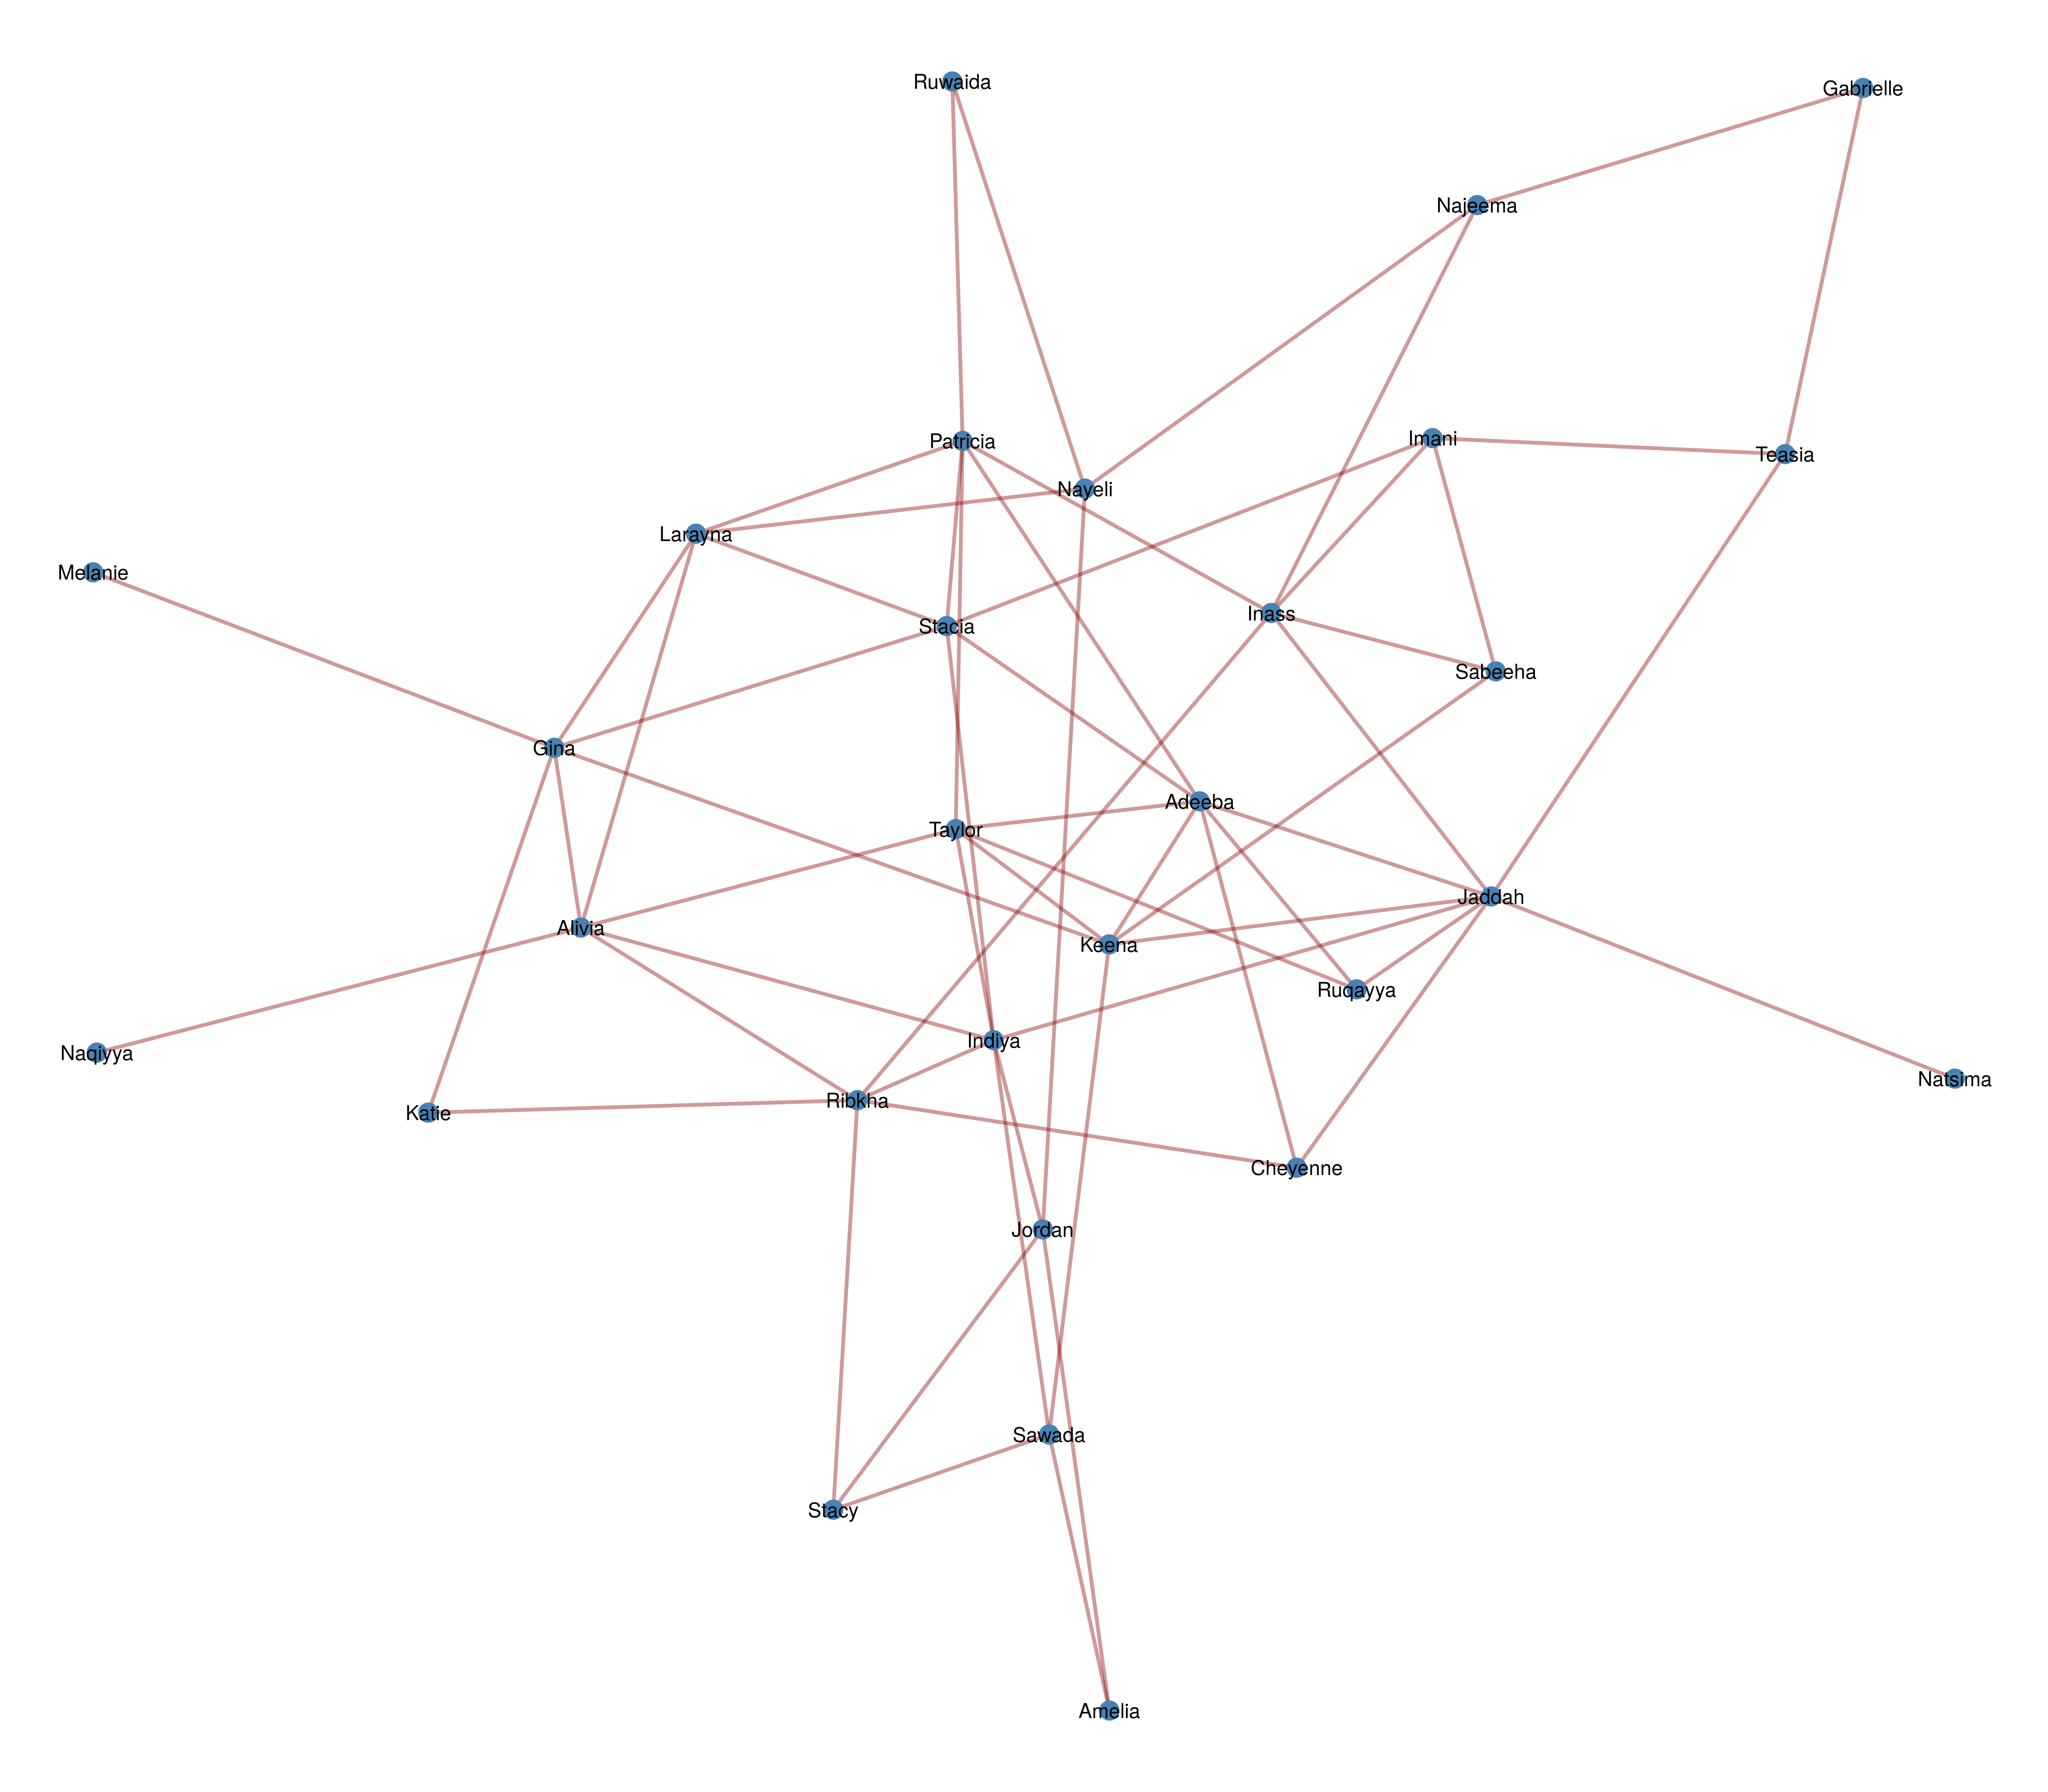 Ruwaida
Gabrielle
Najeema
Patricia
Imani
Teasia
Nayeli
Larayna
Melanie
Inass
Stacia
Sabeeha
Gina
Adeeba
Taylor
Jaddah
Alivia
Keena
Ruqayya
Indiya
Naqiyya
Natsima
Ribkha
Katie
Cheyenne
Jordan
Sawada
Stacy
Amelia